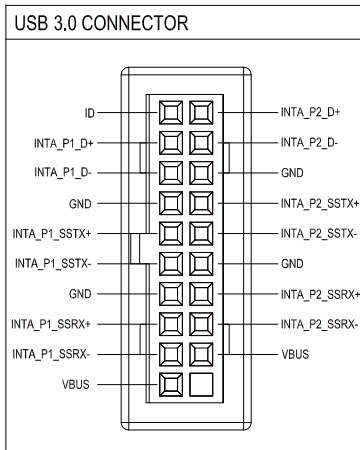 USB 3.0 CONNECTOR
ID
INTA_P2_D+
INTA_P1_D+
INTA_P2_D-
INTA_P1_D-
GND
GND
INTA_P2_SSTX+
INTA_P1_SSTX+
INTA_P2_SSTX-
INTA_P1_SSTX-
GND
GND
INTA_P2_SSRX+
INTA_P1_SSRX+
INTA_P2_SSRX-
INTA_P1_SSRX-
VBUS
VBUS